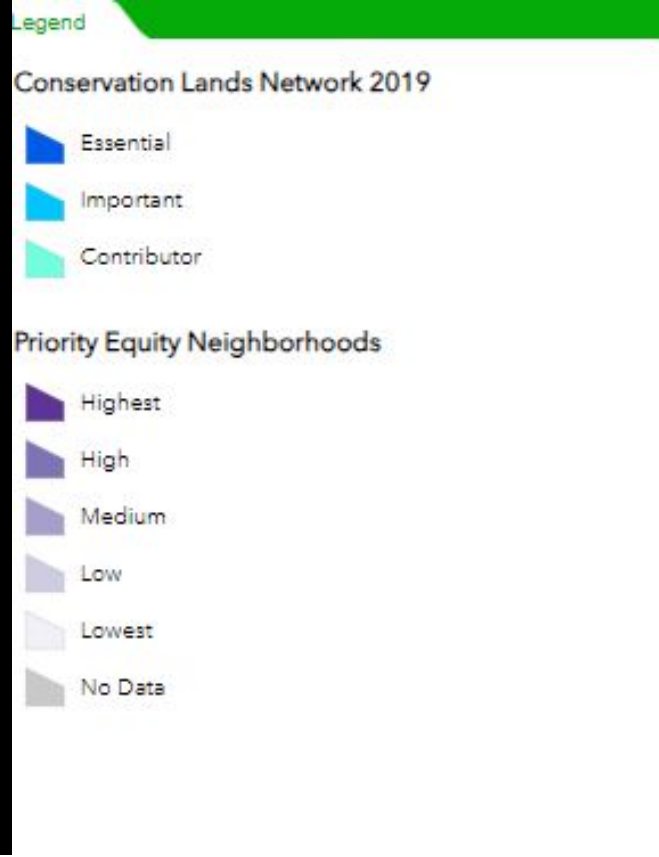 Legend
Conservation Lands Network 2019
Essential
Important
Contributor
Priority Equity Neighborhoods
Highest
High
Medium
Low
Lowest
No Data